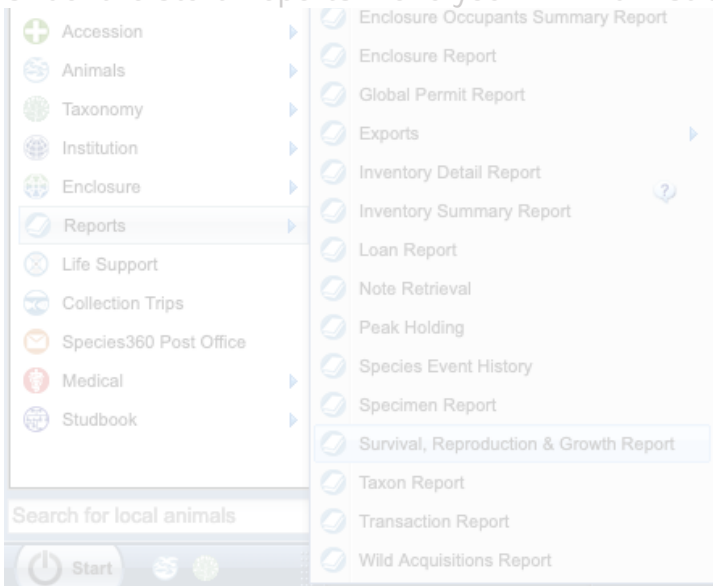 Accession
Animals
Taxonomy
Institution
Enclosure
Reports
Life Support
Collection Trips
Species360 Post Office
Medical
Studbook
Search for local animals
Start
Enclosure Occupants Summary Report
Enclosure Report
Global Permit Report
Exports
Inventory Detail Report
?
Inventory Summary Report
Loan Report
Note Retrieval
Peak Holding
Species Event History
Specimen Report
Survival, Reproduction & Growth Report
Taxon Report
Transaction Report
Wild Acquisitions Report